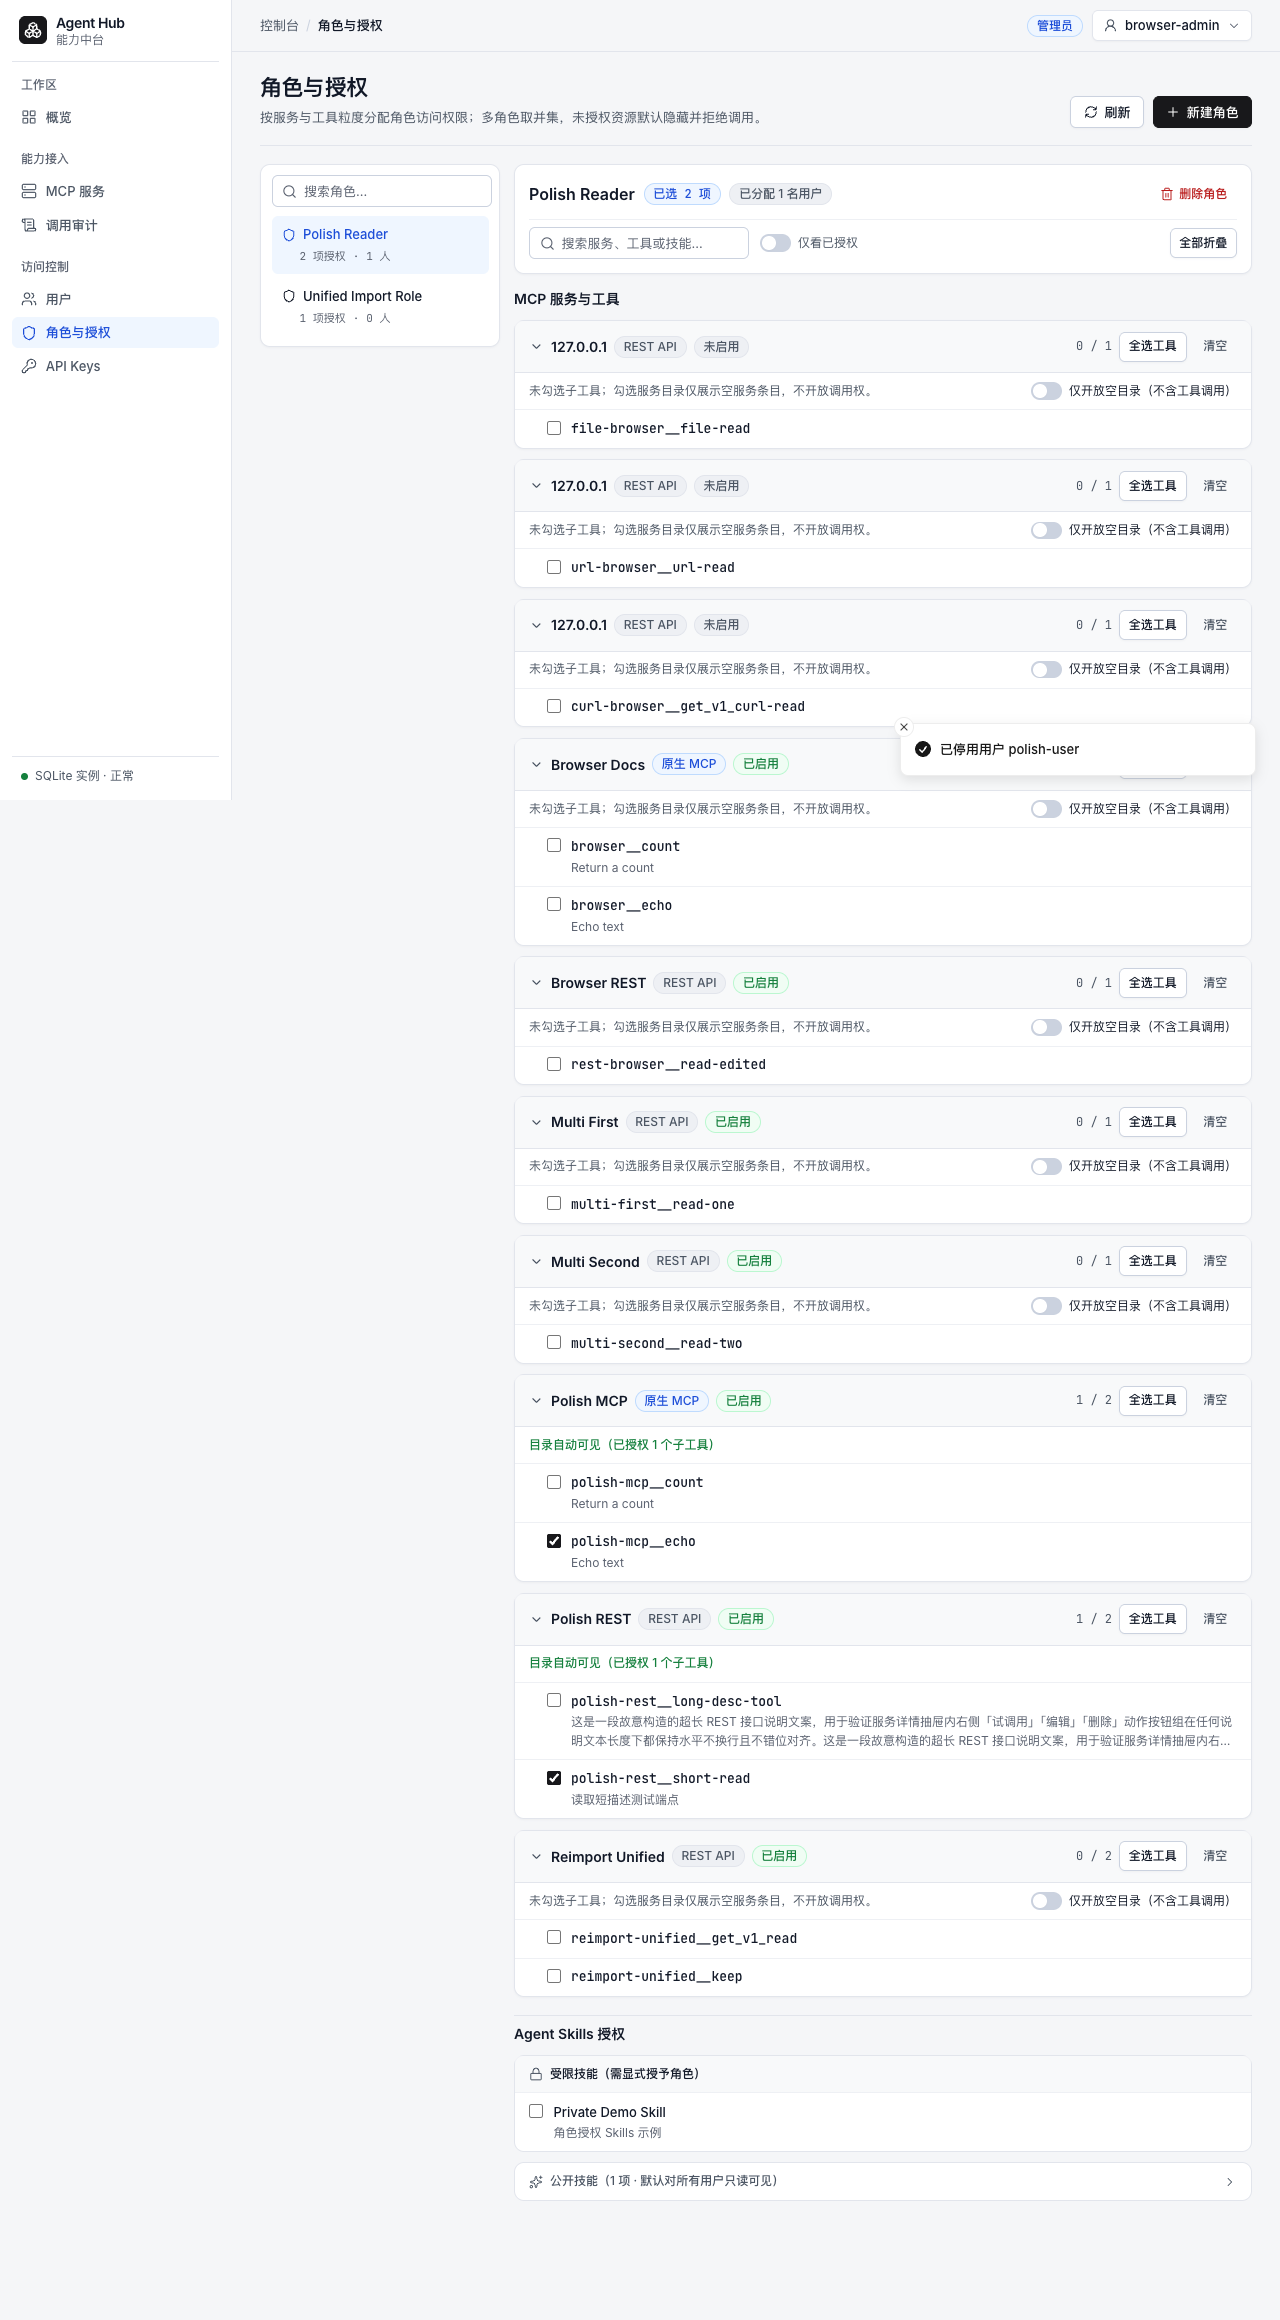 Agent Hub
能力中台
工作区
概览
能力接入
MCP 服务
调用审计
访问控制
用户
角色与授权
API Keys
SQLite 实例 · 正常
控制台 / 角色与授权
管理员
browser-admin
角色与授权
按服务与工具粒度分配角色访问权限；多角色取并集，未授权资源默认隐藏并拒绝调用。
刷新
新建角色
搜索角色...
Polish Reader
2 项授权 · 1 人
Unified Import Role
1 项授权 · 0 人
Polish Reader 已选 2 项 已分配 1 名用户 删除角色
搜索服务、工具或技能... 仅看已授权 全部折叠
MCP 服务与工具
127.0.0.1 REST API 未启用 0 / 1 全选工具 清空
未勾选子工具；勾选服务目录仅展示空服务条目，不开放调用权。 仅开放空目录（不含工具调用）
file-browser__file-read
127.0.0.1 REST API 未启用 0 / 1 全选工具 清空
未勾选子工具；勾选服务目录仅展示空服务条目，不开放调用权。 仅开放空目录（不含工具调用）
url-browser__url-read
127.0.0.1 REST API 未启用 0 / 1 全选工具 清空
未勾选子工具；勾选服务目录仅展示空服务条目，不开放调用权。 仅开放空目录（不含工具调用）
curl-browser__get_v1_curl-read
已停用用户 polish-user
Browser Docs 原生 MCP 已启用
未勾选子工具；勾选服务目录仅展示空服务条目，不开放调用权。 仅开放空目录（不含工具调用）
browser__count
Return a count
browser__echo
Echo text
Browser REST REST API 已启用 0 / 1 全选工具 清空
未勾选子工具；勾选服务目录仅展示空服务条目，不开放调用权。 仅开放空目录（不含工具调用）
rest-browser__read-edited
Multi First REST API 已启用 0 / 1 全选工具 清空
未勾选子工具；勾选服务目录仅展示空服务条目，不开放调用权。 仅开放空目录（不含工具调用）
multi-first__read-one
Multi Second REST API 已启用 0 / 1 全选工具 清空
未勾选子工具；勾选服务目录仅展示空服务条目，不开放调用权。 仅开放空目录（不含工具调用）
multi-second__read-two
Polish MCP 原生 MCP 已启用 1 / 2 全选工具 清空
目录自动可见（已授权 1 个子工具）
polish-mcp__count
Return a count
polish-mcp__echo
Echo text
Polish REST REST API 已启用 1 / 2 全选工具 清空
目录自动可见（已授权 1 个子工具）
polish-rest__long-desc-tool
这是一段故意构造的超长 REST 接口说明文案，用于验证服务详情抽屉内右侧「试调用」「编辑」「删除」动作按钮组在任何说
明文本长度下都保持水平不换行且不错位对齐。这是一段故意构造的超长 REST 接口说明文案，用于验证服务详情抽屉内右...
polish-rest__short-read
读取短描述测试端点
Reimport Unified REST API 已启用 0 / 2 全选工具 清空
未勾选子工具；勾选服务目录仅展示空服务条目，不开放调用权。 仅开放空目录（不含工具调用）
reimport-unified__get_v1_read
reimport-unified__keep
Agent Skills 授权
受限技能（需显式授予角色）
Private Demo Skill
角色授权 Skills 示例
公开技能（1 项 · 默认对所有用户只读可见）